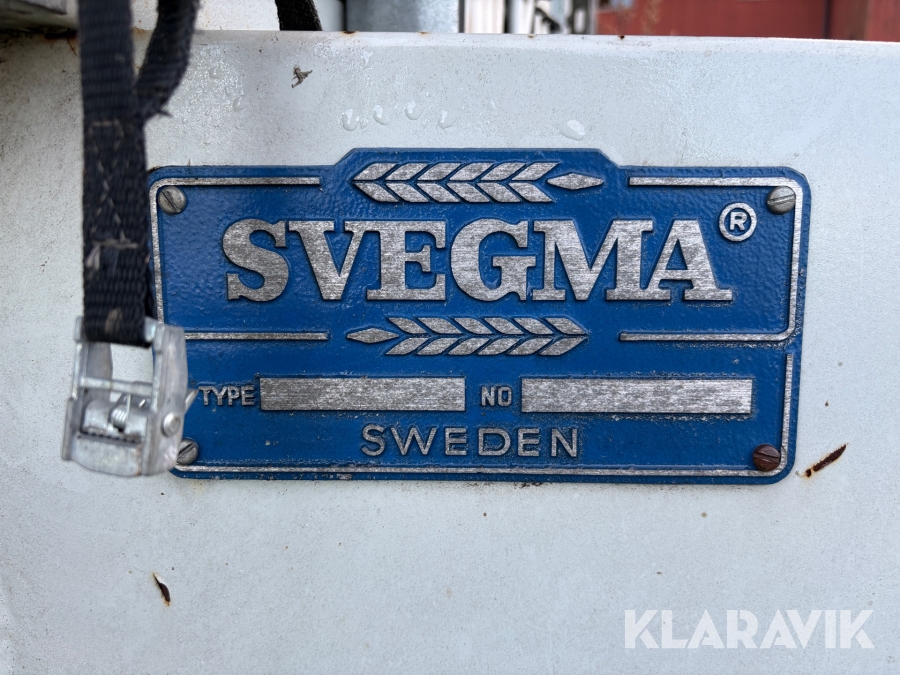 SVEGMA®
TYPE NO
SWEDEN
KLARAVIK